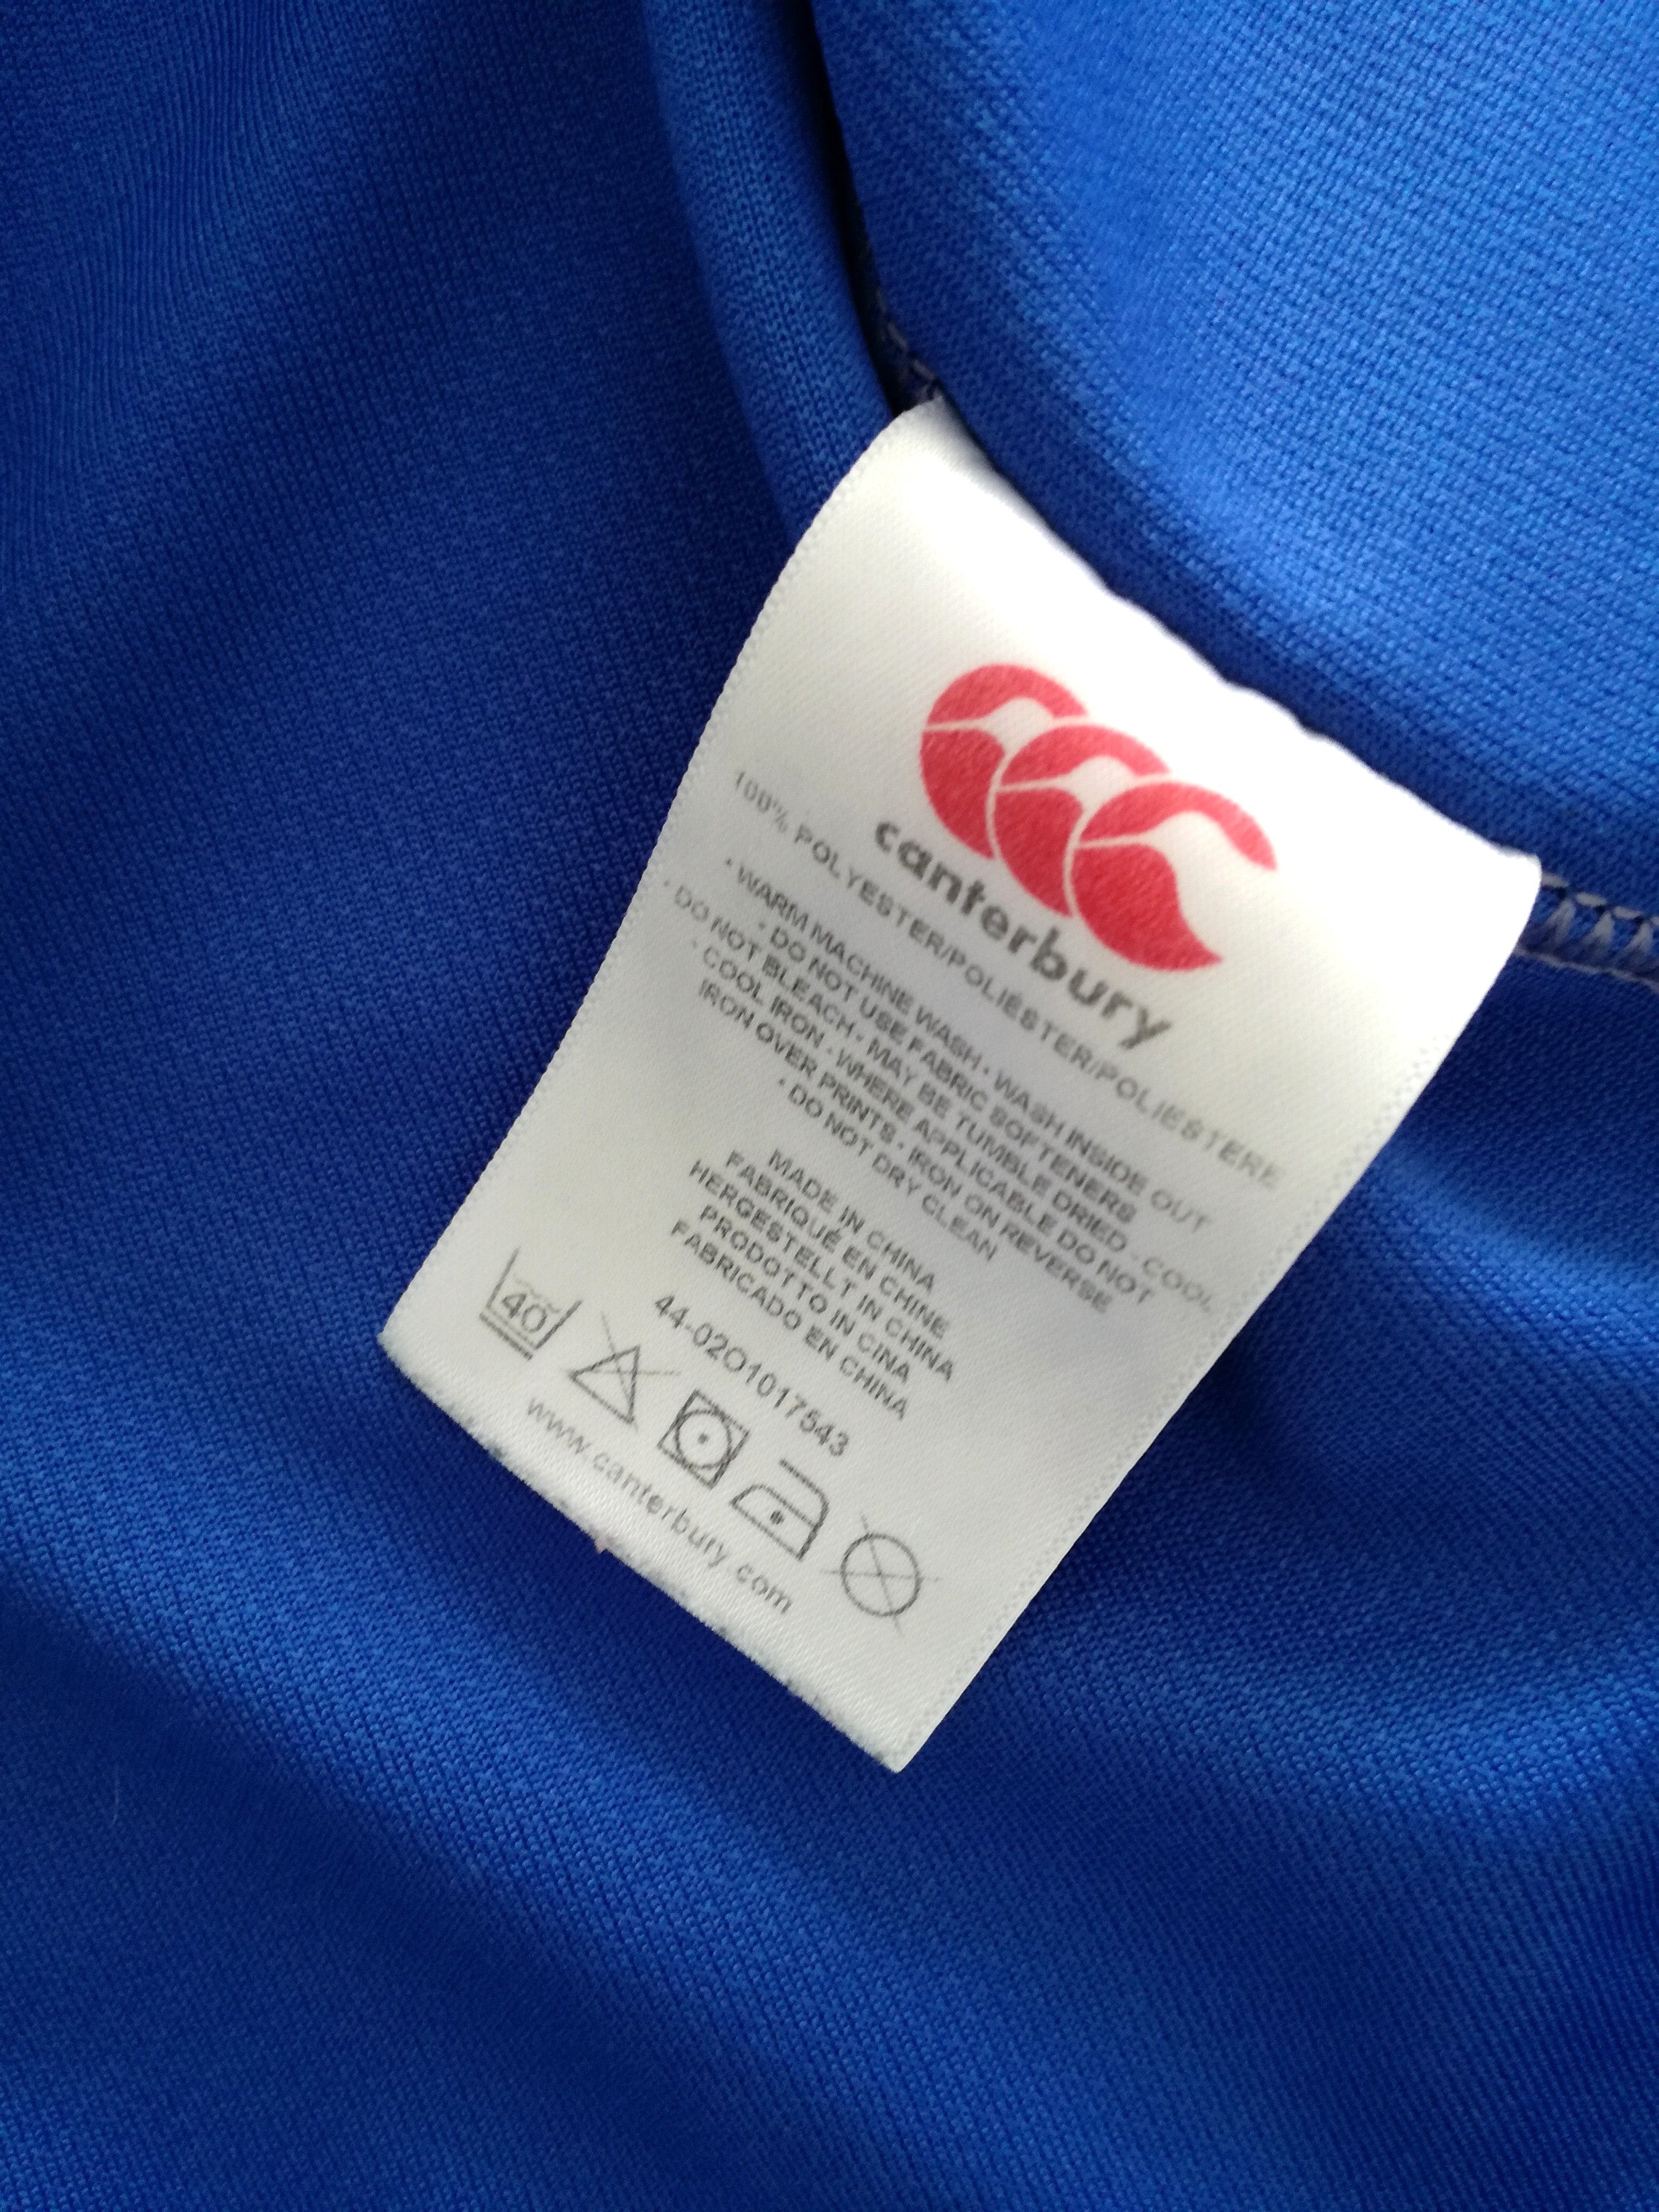 canterbury
100% POLYESTER/POLIÉSTER/POLIESTERE
• WARM MACHINE WASH • WASH INSIDE OUT
• DO NOT USE FABRIC SOFTENERS
• DO NOT BLEACH • MAY BE TUMBLE DRIED - COOL
• COOL IRON - WHERE APPLICABLE DO NOT
IRON OVER PRINTS - IRON ON REVERSE
• DO NOT DRY CLEAN
MADE IN CHINA
FABRIQUÉ EN CHINE
HERGESTELLT IN CHINA
PRODOTTO IN CINA
FABRICADO EN CHINA
44-02O1017543
40
www.canterbury.com